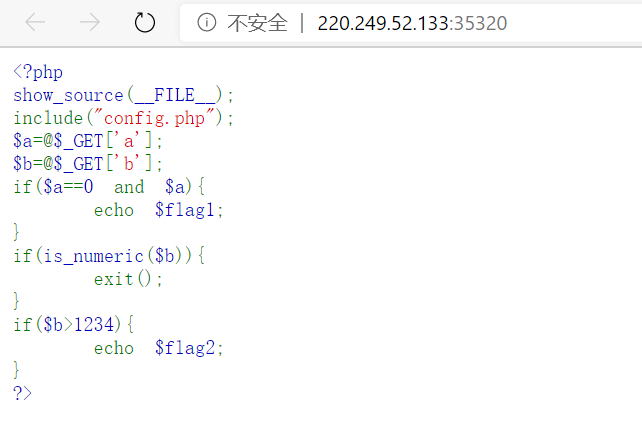 不安全 | 220.249.52.133:35320
<?php
show_source(__FILE__);
include("config.php");
$a=@$_GET['a'];
$b=@$_GET['b'];
if($a==0 and $a){
echo $flag1;
}
if(is_numeric($b)){
exit();
}
if($b>1234){
echo $flag2;
}
?>